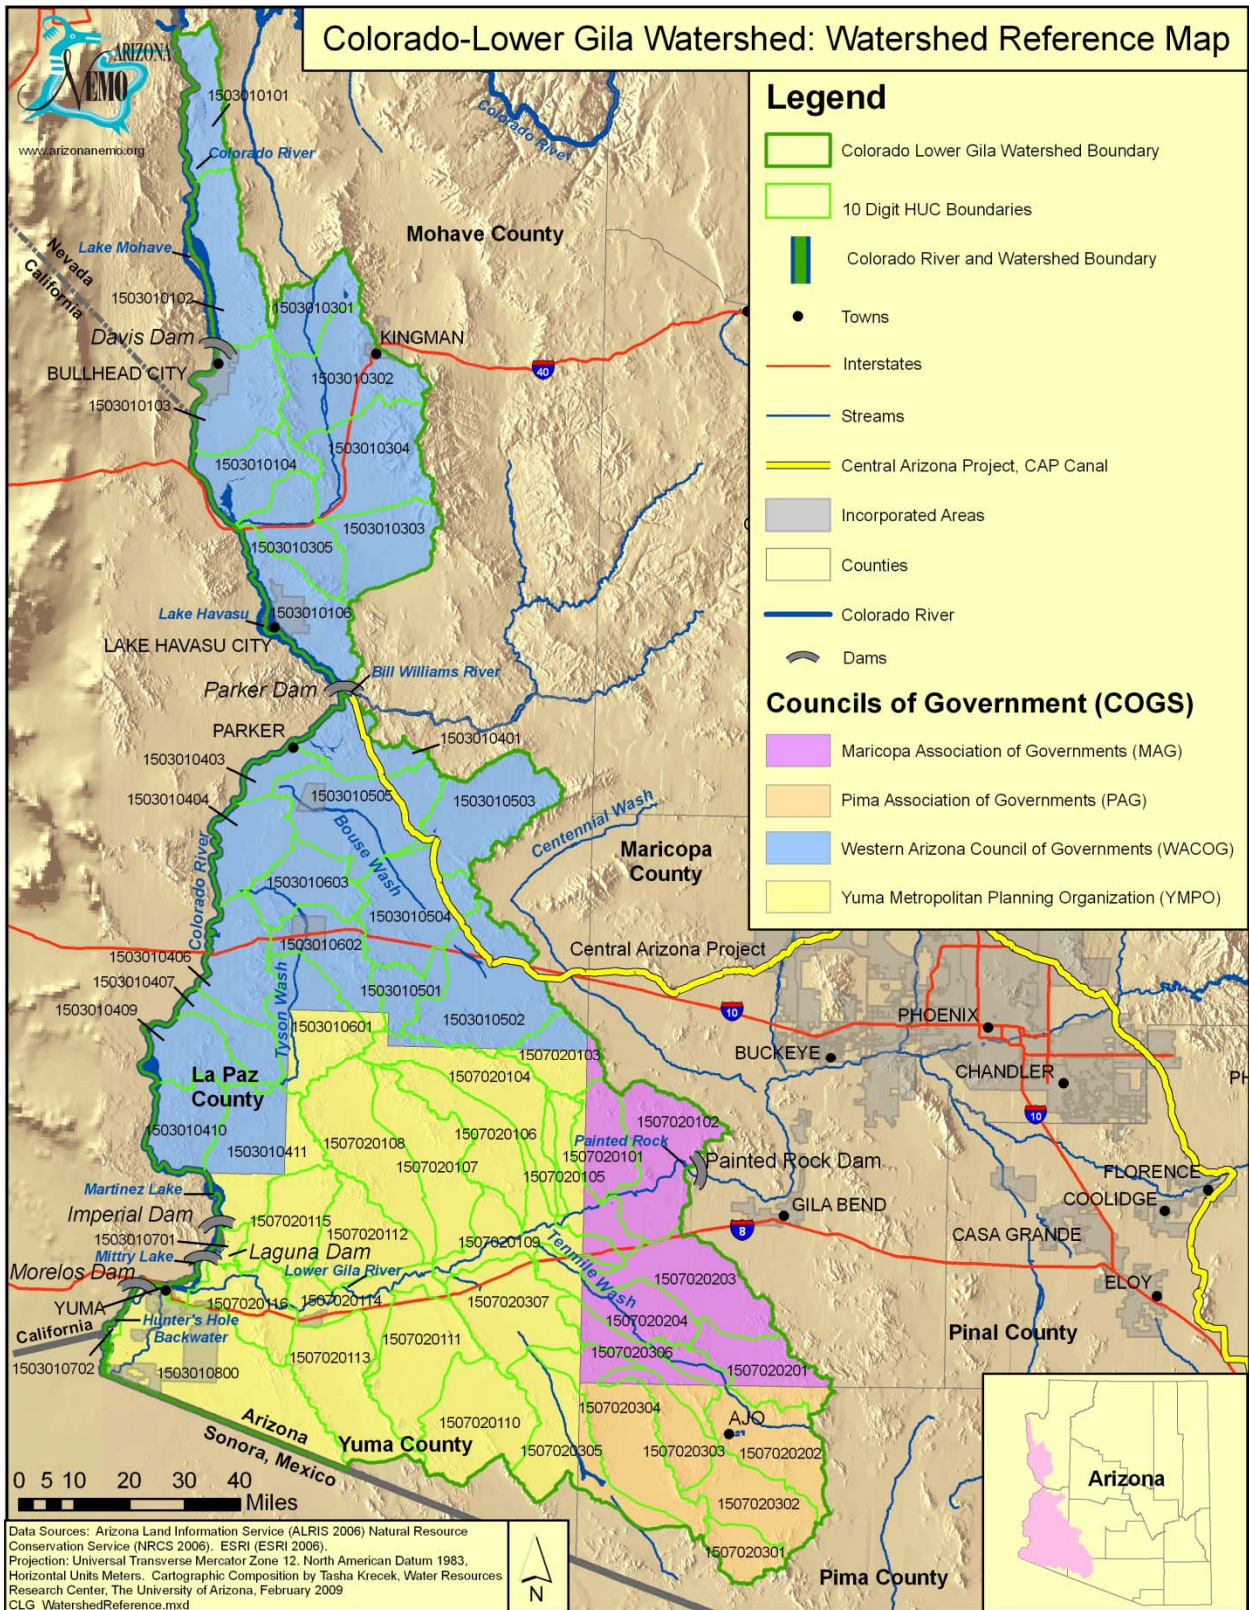 Colorado-Lower Gila Watershed: Watershed Reference Map
ARIZONA
NEMO
www.arizonanemo.org
Legend
Colorado Lower Gila Watershed Boundary
10 Digit HUC Boundaries
Colorado River and Watershed Boundary
Towns
Interstates
Streams
Central Arizona Project, CAP Canal
Incorporated Areas
Counties
Colorado River
Dams
Councils of Government (COGS)
Maricopa Association of Governments (MAG)
Pima Association of Governments (PAG)
Western Arizona Council of Governments (WACOG)
Yuma Metropolitan Planning Organization (YMPO)
1503010101
Colorado River
Colorado River
Mohave County
Lake Mohave
Nevada
California
1503010102
1503010301
Davis Dam
KINGMAN
BULLHEAD CITY
1503010302
40
1503010103
1503010304
1503010104
1503010303
1503010305
Lake Havasu
1503010106
LAKE HAVASU CITY
Bill Williams River
Parker Dam
PARKER
1503010401
1503010403
1503010505
1503010503
1503010404
Centennial Wash
Bouse Wash
Maricopa
County
Colorado River
1503010603
1503010504
1503010602
Central Arizona Project
1503010406
1503010407
1503010501
1503010409
Tyson Wash
10
1503010601
1503010502
PHOENIX
BUCKEYE
1507020103
CHANDLER
PH
La Paz
County
1507020104
10
1503010410
1507020102
1507020106
1507020108
1507020101
Painted Rock
1503010411
1507020107
1507020105
Painted Rock Dam
FLORENCE
Martinez Lake
COOLIDGE
Imperial Dam
GILA BEND
1507020115
1507020112
8
CASA GRANDE
1503010701
1507020109
Mittry Lake
Laguna Dam
Tenmile Wash
Morelos Dam
Lower Gila River
1507020203
ELOY
YUMA
1507020116
1507020114
1507020307
1507020204
California
Hunter's Hole
Backwater
1507020111
Pinal County
1503010702
1507020113
1507020306
1503010800
1507020201
Arizona
Sonora, Mexico
1507020304
AJO
Yuma County
1507020110
1507020305
1507020303
1507020202
1507020302
1507020301
Pima County
Arizona
0 5 10 20 30 40
Miles
N
Data Sources: Arizona Land Information Service (ALRIS 2006) Natural Resource
Conservation Service (NRCS 2006). ESRI (ESRI 2006).
Projection: Universal Transverse Mercator Zone 12. North American Datum 1983,
Horizontal Units Meters. Cartographic Composition by Tasha Krecek, Water Resources
Research Center, The University of Arizona, February 2009
CLG_WatershedReference.mxd